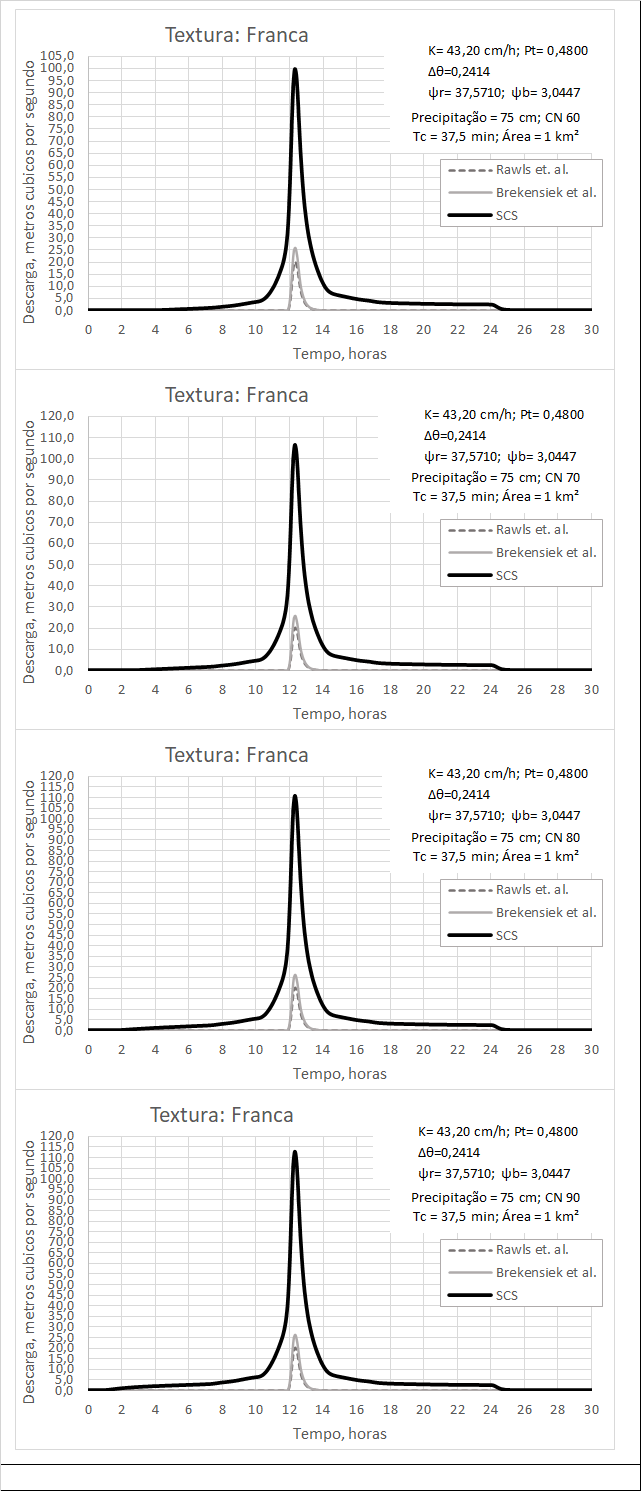 Textura: Franca
K= 43,20 cm/h; Pt= 0,4800
Δθ=0,2414
ψr= 37,5710; ψb= 3,0447
Precipitação = 75 cm; CN 60
Tc = 37,5 min; Área = 1 km²
Rawls et. al.
Brekensiek et al.
SCS
Descarga, metros cubicos por segundo
105,0
100,0
95,0
90,0
85,0
80,0
75,0
70,0
65,0
60,0
55,0
50,0
45,0
40,0
35,0
30,0
25,0
20,0
15,0
10,0
5,0
0,0
0 2 4 6 8 10 12 14 16 18 20 22 24 26 28 30
Tempo, horas
Textura: Franca
K= 43,20 cm/h; Pt= 0,4800
Δθ=0,2414
ψr= 37,5710; ψb= 3,0447
Precipitação = 75 cm; CN 70
Tc = 37,5 min; Área = 1 km²
Rawls et. al.
Brekensiek et al.
SCS
Descarga, metros cubicos por segundo
120,0
110,0
100,0
90,0
80,0
70,0
60,0
50,0
40,0
30,0
20,0
10,0
0,0
0 2 4 6 8 10 12 14 16 18 20 22 24 26 28 30
Tempo, horas
Textura: Franca
K= 43,20 cm/h; Pt= 0,4800
Δθ=0,2414
ψr= 37,5710; ψb= 3,0447
Precipitação = 75 cm; CN 80
Tc = 37,5 min; Área = 1 km²
Rawls et. al.
Brekensiek et al.
SCS
Descarga, metros cubicos por segundo
120,0
115,0
110,0
105,0
100,0
95,0
90,0
85,0
80,0
75,0
70,0
65,0
60,0
55,0
50,0
45,0
40,0
35,0
30,0
25,0
20,0
15,0
10,0
5,0
0,0
0 2 4 6 8 10 12 14 16 18 20 22 24 26 28 30
Tempo, horas
Textura: Franca
K= 43,20 cm/h; Pt= 0,4800
Δθ=0,2414
ψr= 37,5710; ψb= 3,0447
Precipitação = 75 cm; CN 90
Tc = 37,5 min; Área = 1 km²
Rawls et. al.
Brekensiek et al.
SCS
Descarga, metros cubicos por segundo
120,0
115,0
110,0
105,0
100,0
95,0
90,0
85,0
80,0
75,0
70,0
65,0
60,0
55,0
50,0
45,0
40,0
35,0
30,0
25,0
20,0
15,0
10,0
5,0
0,0
0 2 4 6 8 10 12 14 16 18 20 22 24 26 28 30
Tempo, horas